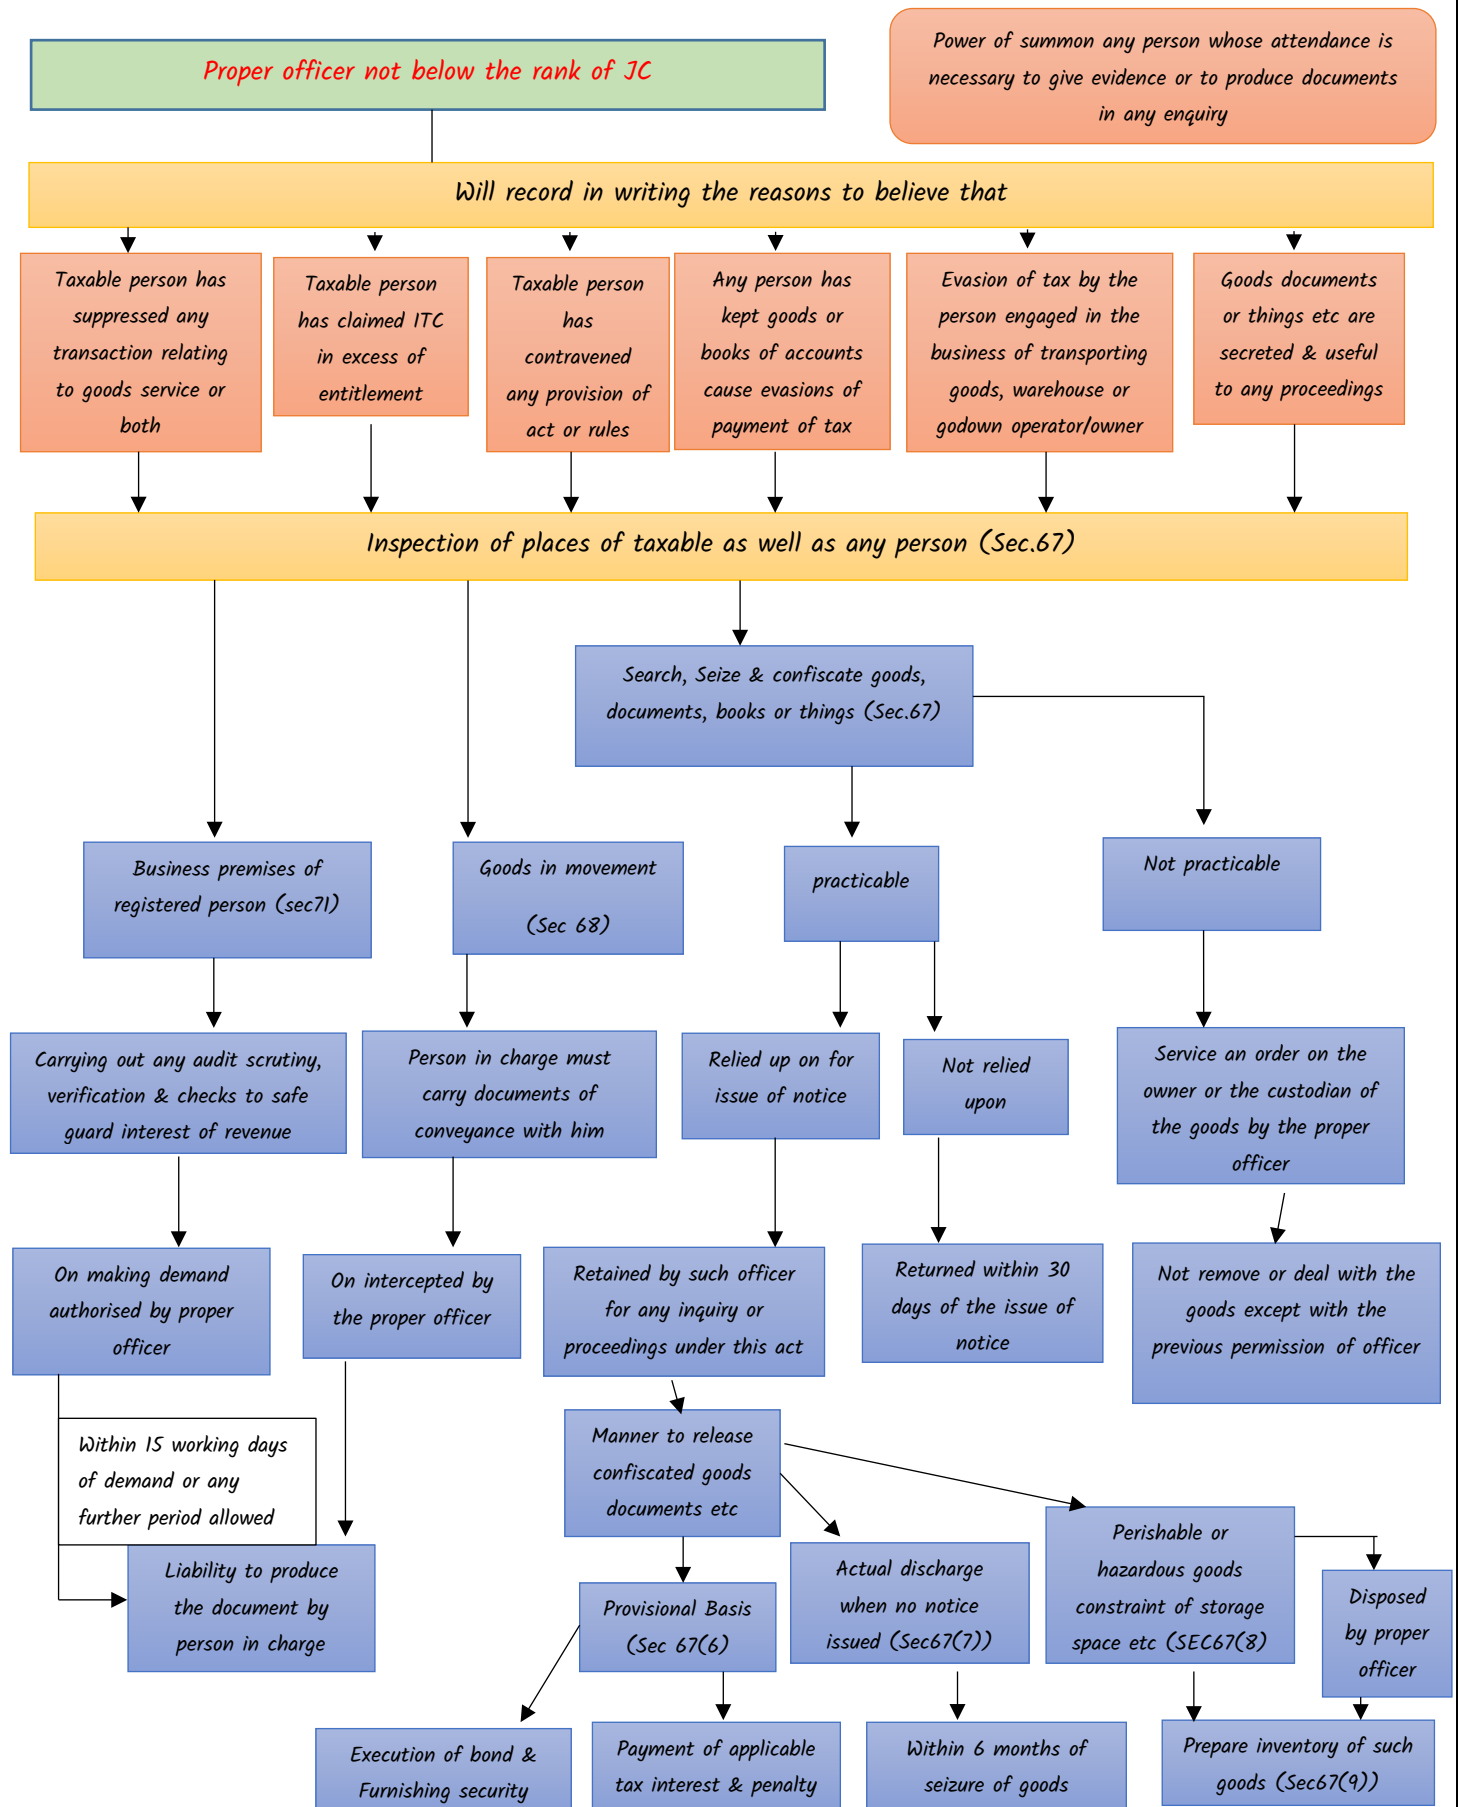 Proper officer not below the rank of JC
Power of summon any person whose attendance is
necessary to give evidence or to produce documents
in any enquiry
Will record in writing the reasons to believe that
Taxable person has
suppressed any
transaction relating
to goods service or
both
Taxable person
has claimed ITC
in excess of
entitlement
Taxable person
has
contravened
any provision of
act or rules
Any person has
kept goods or
books of accounts
cause evasions of
payment of tax
Evasion of tax by the
person engaged in the
business of transporting
goods, warehouse or
godown operator/owner
Goods documents
or things etc are
secreted & useful
to any proceedings
Inspection of places of taxable as well as any person (Sec.67)
Search, Seize & confiscate goods,
documents, books or things (Sec.67)
Business premises of
registered person (sec71)
Goods in movement
(Sec 68)
practicable
Not practicable
Carrying out any audit scrutiny,
verification & checks to safe
guard interest of revenue
Person in charge must
carry documents of
conveyance with him
Relied up on for
issue of notice
Not relied
upon
Service an order on the
owner or the custodian of
the goods by the proper
officer
On making demand
authorised by proper
officer
On intercepted by
the proper officer
Retained by such officer
for any inquiry or
proceedings under this act
Returned within 30
days of the issue of
notice
Not remove or deal with the
goods except with the
previous permission of officer
Within 15 working days
of demand or any
further period allowed
Manner to release
confiscated goods
documents etc
Liability to produce
the document by
person in charge
Provisional Basis
(Sec 67(6)
Actual discharge
when no notice
issued (Sec67(7))
Perishable or
hazardous goods
constraint of storage
space etc (SEC67(8)
Disposed
by proper
officer
Execution of bond &
Furnishing security
Payment of applicable
tax interest & penalty
Within 6 months of
seizure of goods
Prepare inventory of such
goods (Sec67(9))